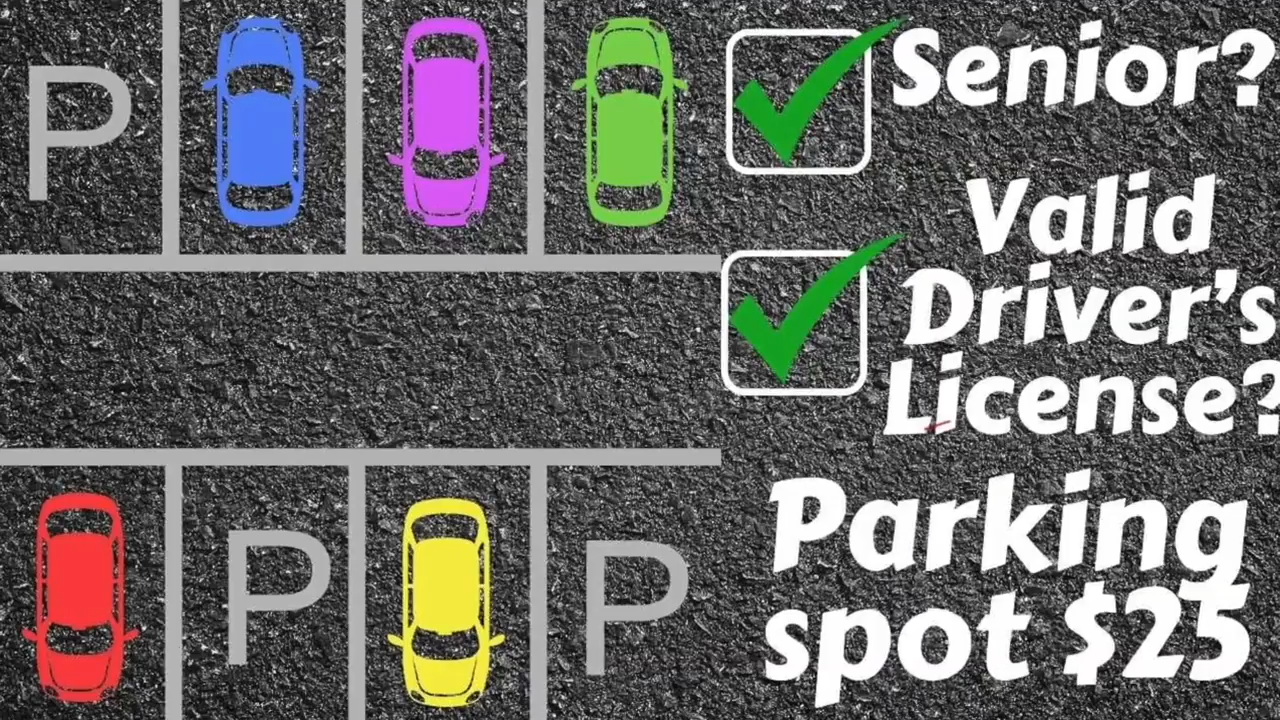 P
Senior?
Valid
Driver's
License?
P
P
Parking
spot $25